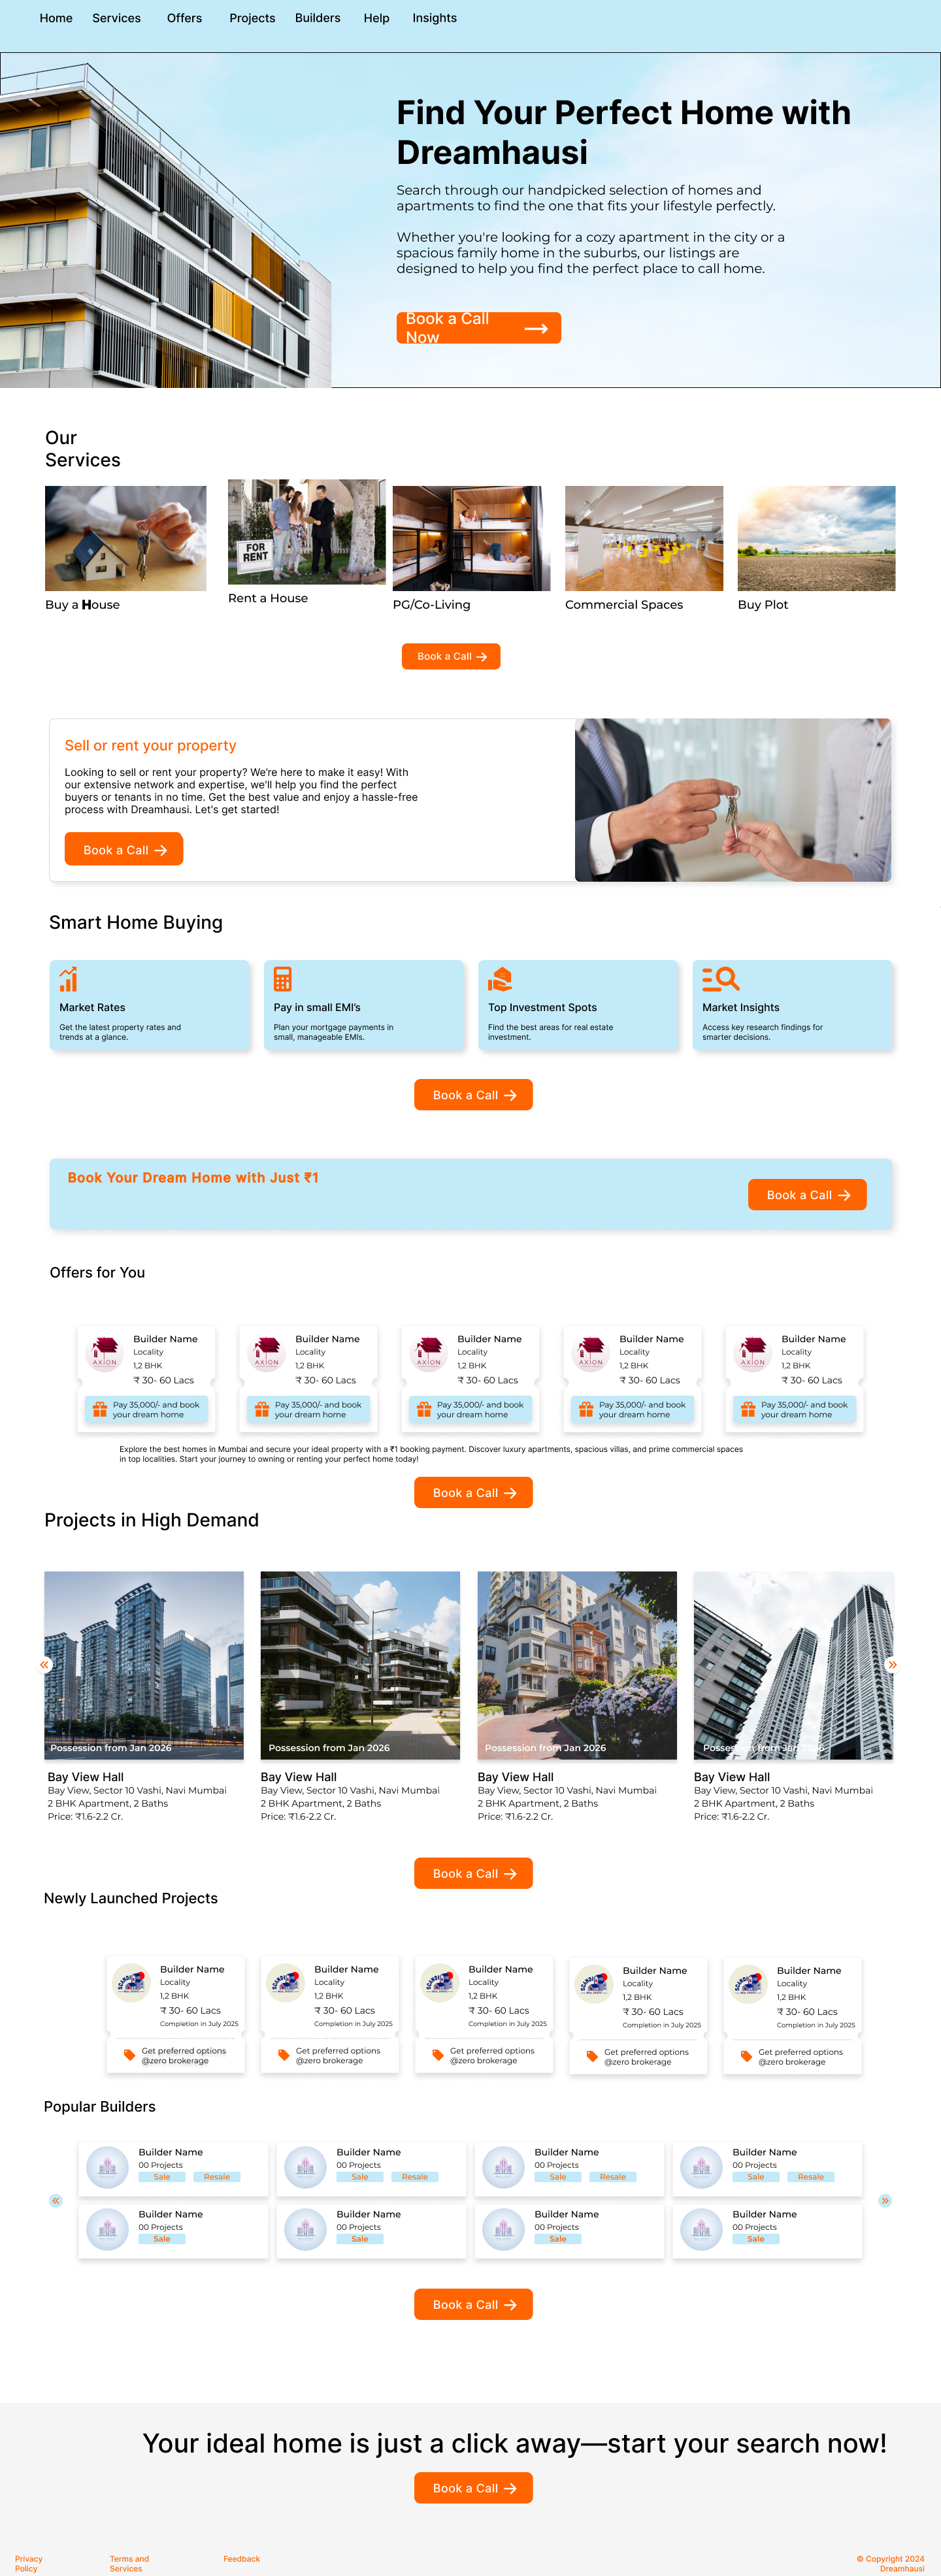 Home Services Offers Projects Builders Help Insights
Find Your Perfect Home with
Dreamhausi
Search through our handpicked selection of homes and
apartments to find the one that fits your lifestyle perfectly.
Whether you're looking for a cozy apartment in the city or a
spacious family home in the suburbs, our listings are
designed to help you find the perfect place to call home.
Book a Call
Now
Our
Services
FOR
RENT
Buy a House
Rent a House
PG/Co-Living
Commercial Spaces
Buy Plot
Book a Call
Sell or rent your property
Looking to sell or rent your property? We're here to make it easy! With
our extensive network and expertise, we'll help you find the perfect
buyers or tenants in no time. Get the best value and enjoy a hassle-free
process with Dreamhausi. Let's get started!
Book a Call
Smart Home Buying
Market Rates
Get the latest property rates and
trends at a glance.
Pay in small EMI's
Plan your mortgage payments in
small, manageable EMIs.
Top Investment Spots
Find the best areas for real estate
investment.
Market Insights
Access key research findings for
smarter decisions.
Book a Call
Book Your Dream Home with Just ₹1
Book a Call
Offers for You
AXION
Builder Name
Locality
1,2 BHK
₹ 30- 60 Lacs
Pay 35,000/- and book
your dream home
AXION
Builder Name
Locality
1,2 BHK
₹ 30- 60 Lacs
Pay 35,000/- and book
your dream home
AXION
Builder Name
Locality
1,2 BHK
₹ 30- 60 Lacs
Pay 35,000/- and book
your dream home
AXION
Builder Name
Locality
1,2 BHK
₹ 30- 60 Lacs
Pay 35,000/- and book
your dream home
AXION
Builder Name
Locality
1,2 BHK
₹ 30- 60 Lacs
Pay 35,000/- and book
your dream home
Explore the best homes in Mumbai and secure your ideal property with a ₹1 booking payment. Discover luxury apartments, spacious villas, and prime commercial spaces
in top localities. Start your journey to owning or renting your perfect home today!
Book a Call
Projects in High Demand
Possession from Jan 2026
Bay View Hall
Bay View, Sector 10 Vashi, Navi Mumbai
2 BHK Apartment, 2 Baths
Price: ₹1.6-2.2 Cr.
Possession from Jan 2026
Bay View Hall
Bay View, Sector 10 Vashi, Navi Mumbai
2 BHK Apartment, 2 Baths
Price: ₹1.6-2.2 Cr.
Possession from Jan 2026
Bay View Hall
Bay View, Sector 10 Vashi, Navi Mumbai
2 BHK Apartment, 2 Baths
Price: ₹1.6-2.2 Cr.
Possession from Jan 2026
Bay View Hall
Bay View, Sector 10 Vashi, Navi Mumbai
2 BHK Apartment, 2 Baths
Price: ₹1.6-2.2 Cr.
Book a Call
Newly Launched Projects
Builder Name
Locality
1,2 BHK
₹ 30- 60 Lacs
Completion in July 2025
Get preferred options
@zero brokerage
Builder Name
Locality
1,2 BHK
₹ 30- 60 Lacs
Completion in July 2025
Get preferred options
@zero brokerage
Builder Name
Locality
1,2 BHK
₹ 30- 60 Lacs
Completion in July 2025
Get preferred options
@zero brokerage
Builder Name
Locality
1,2 BHK
₹ 30- 60 Lacs
Completion in July 2025
Get preferred options
@zero brokerage
Builder Name
Locality
1,2 BHK
₹ 30- 60 Lacs
Completion in July 2025
Get preferred options
@zero brokerage
Popular Builders
Builder Name
00 Projects
Sale Resale
Builder Name
00 Projects
Sale Resale
Builder Name
00 Projects
Sale Resale
Builder Name
00 Projects
Sale Resale
Builder Name
00 Projects
Sale
Builder Name
00 Projects
Sale
Builder Name
00 Projects
Sale
Builder Name
00 Projects
Sale
Book a Call
Your ideal home is just a click away—start your search now!
Book a Call
Privacy
Policy
Terms and
Services
Feedback
© Copyright 2024
Dreamhausi